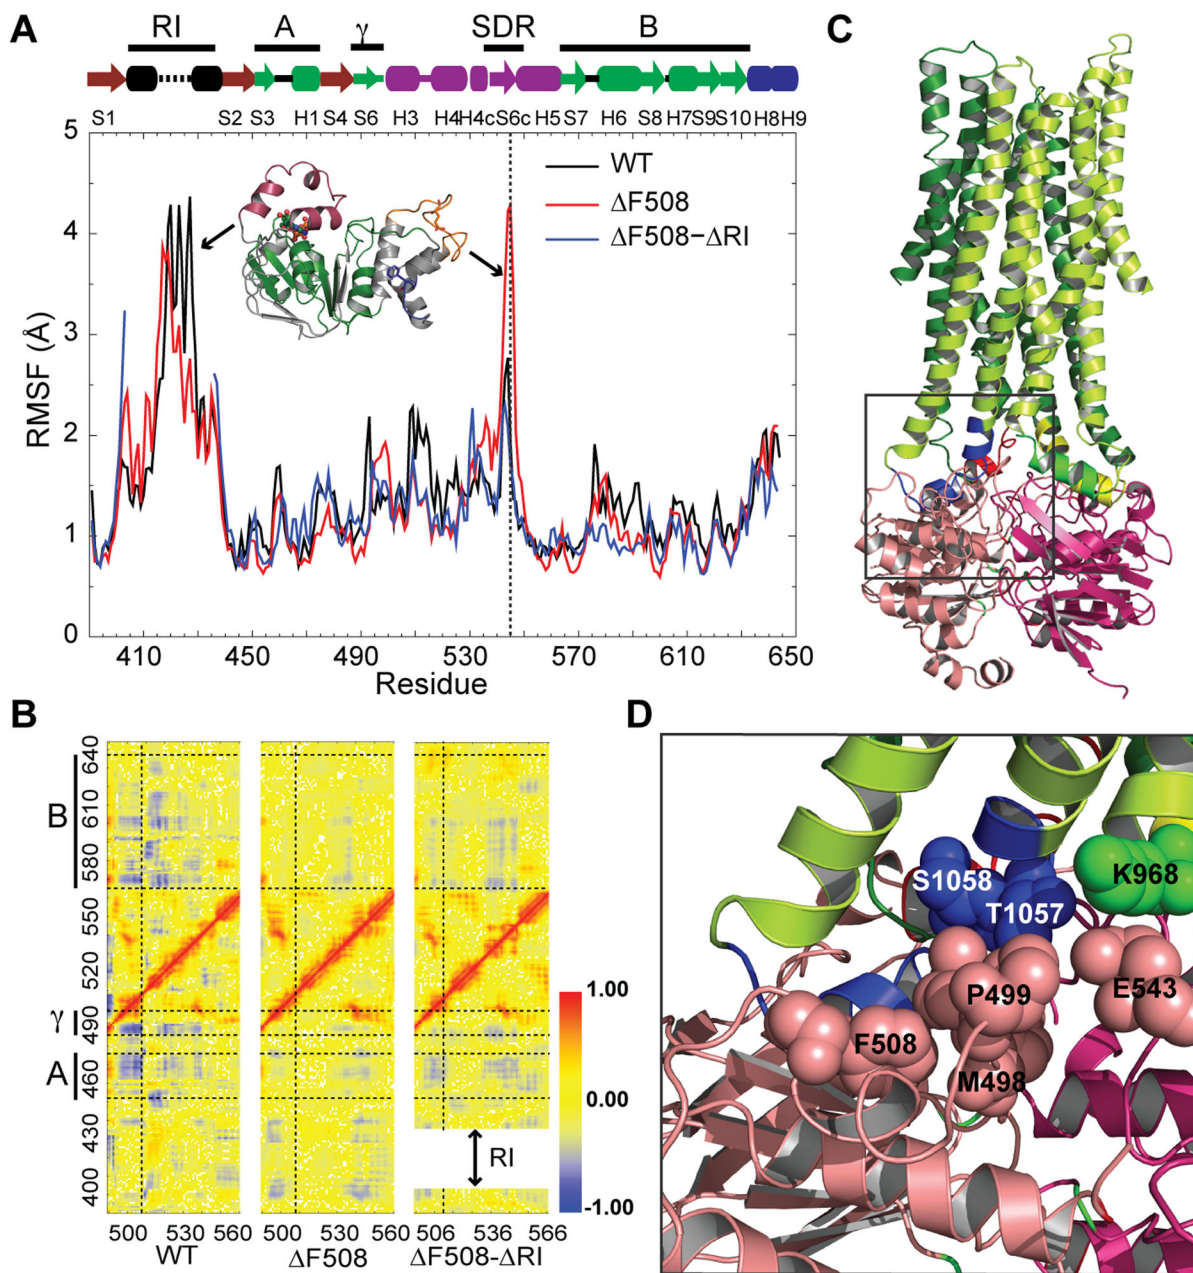 A
RI A γ SDR B
S1 S2 S3 H1 S4 S6 H3 H4 H4c S6c H5 S7 H6 S8 H7 S9 S10 H8 H9
5
4
3
2
1
0
RMSF (Å)
WT
ΔF508
ΔF508−ΔRI
410 450 490 530 570 610 650
Residue
B
640
610
580
550
520
490
460
430
400
B
γ
A
RI
500 530 560
WT
500 530 560
ΔF508
506 536 566
ΔF508-ΔRI
1.00
0.00
-1.00
C
D
S1058
T1057
K968
P499
E543
F508
M498